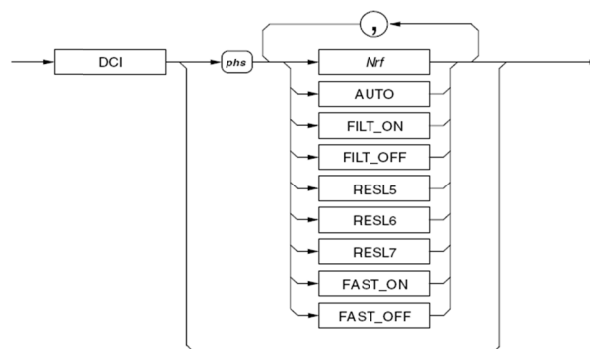 ,
DCI
phs
Nrf
AUTO
FILT_ON
FILT_OFF
RESL5
RESL6
RESL7
FAST_ON
FAST_OFF